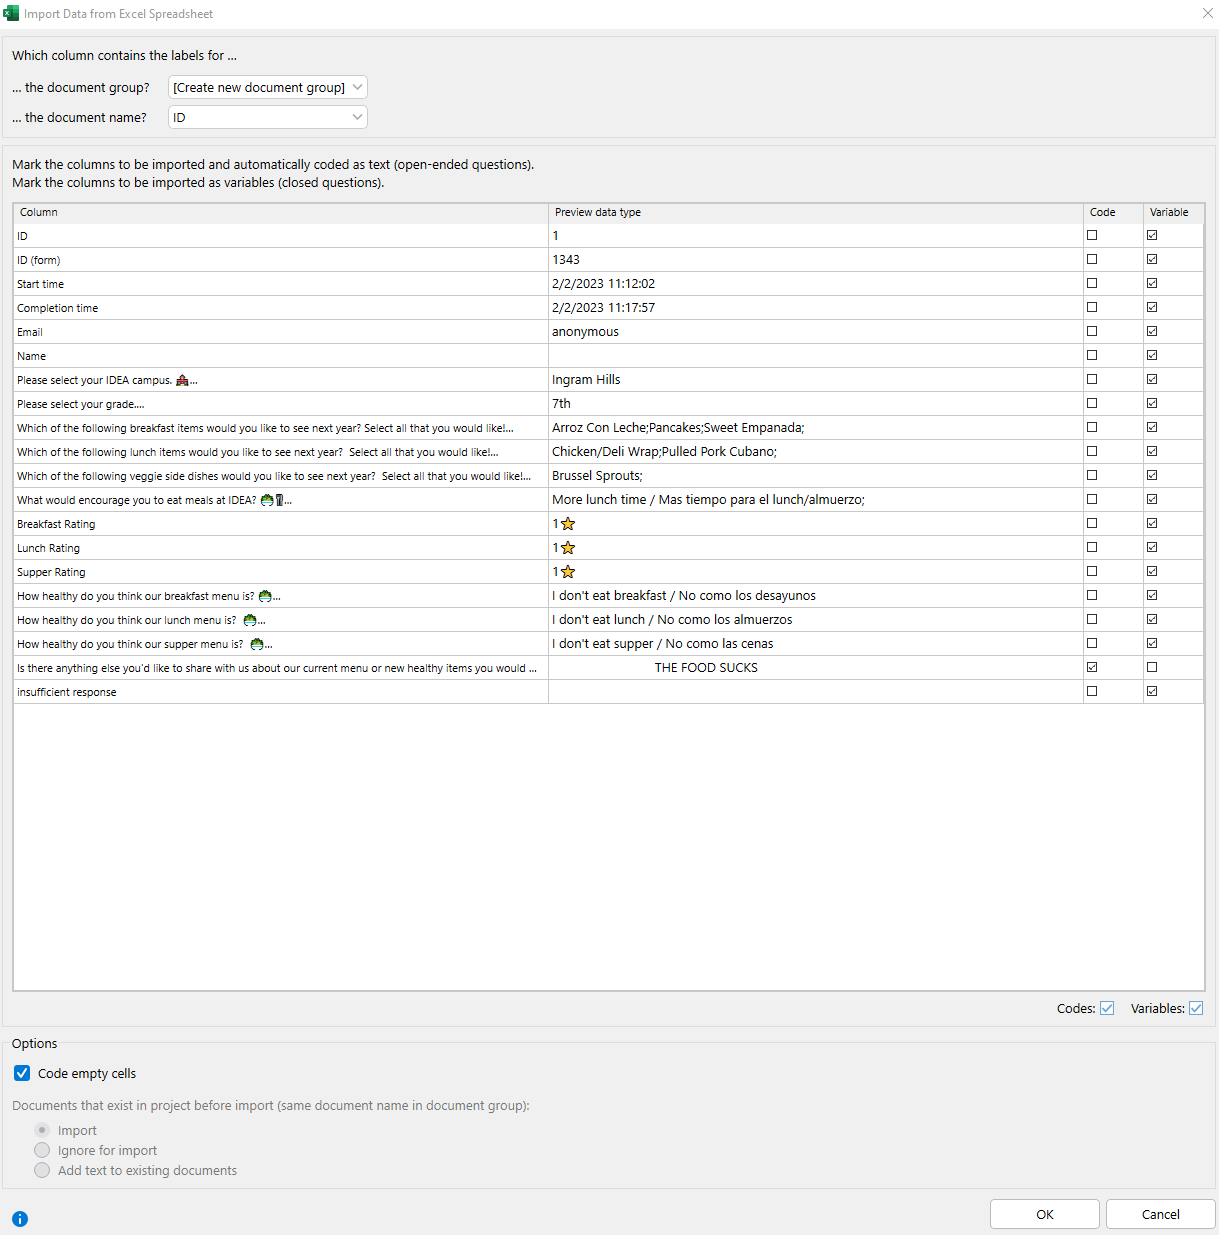 Import Data from Excel Spreadsheet
Which column contains the labels for ...
... the document group? [Create new document group]
... the document name? ID
Mark the columns to be imported and automatically coded as text (open-ended questions).
Mark the columns to be imported as variables (closed questions).
Column Preview data type Code Variable
ID 1
ID (form) 1343
Start time 2/2/2023 11:12:02
Completion time 2/2/2023 11:17:57
Email anonymous
Name
Please select your IDEA campus. 🏫... Ingram Hills
Please select your grade.... 7th
Which of the following breakfast items would you like to see next year? Select all that you would like!... Arroz Con Leche;Pancakes;Sweet Empanada;
Which of the following lunch items would you like to see next year?  Select all that you would like!... Chicken/Deli Wrap;Pulled Pork Cubano;
Which of the following veggie side dishes would you like to see next year?  Select all that you would like!... Brussel Sprouts;
What would encourage you to eat meals at IDEA? 🥗... More lunch time / Mas tiempo para el lunch/almuerzo;
Breakfast Rating 1⭐
Lunch Rating 1⭐
Supper Rating 1⭐
How healthy do you think our breakfast menu is? 🥗... I don't eat breakfast / No como los desayunos
How healthy do you think our lunch menu is?  🥗... I don't eat lunch / No como los almuerzos
How healthy do you think our supper menu is?  🥗... I don't eat supper / No como las cenas
Is there anything else you'd like to share with us about our current menu or new healthy items you would ... THE FOOD SUCKS
insufficient response
Codes: Variables:
Options
Code empty cells
Documents that exist in project before import (same document name in document group):
Import
Ignore for import
Add text to existing documents
OK Cancel